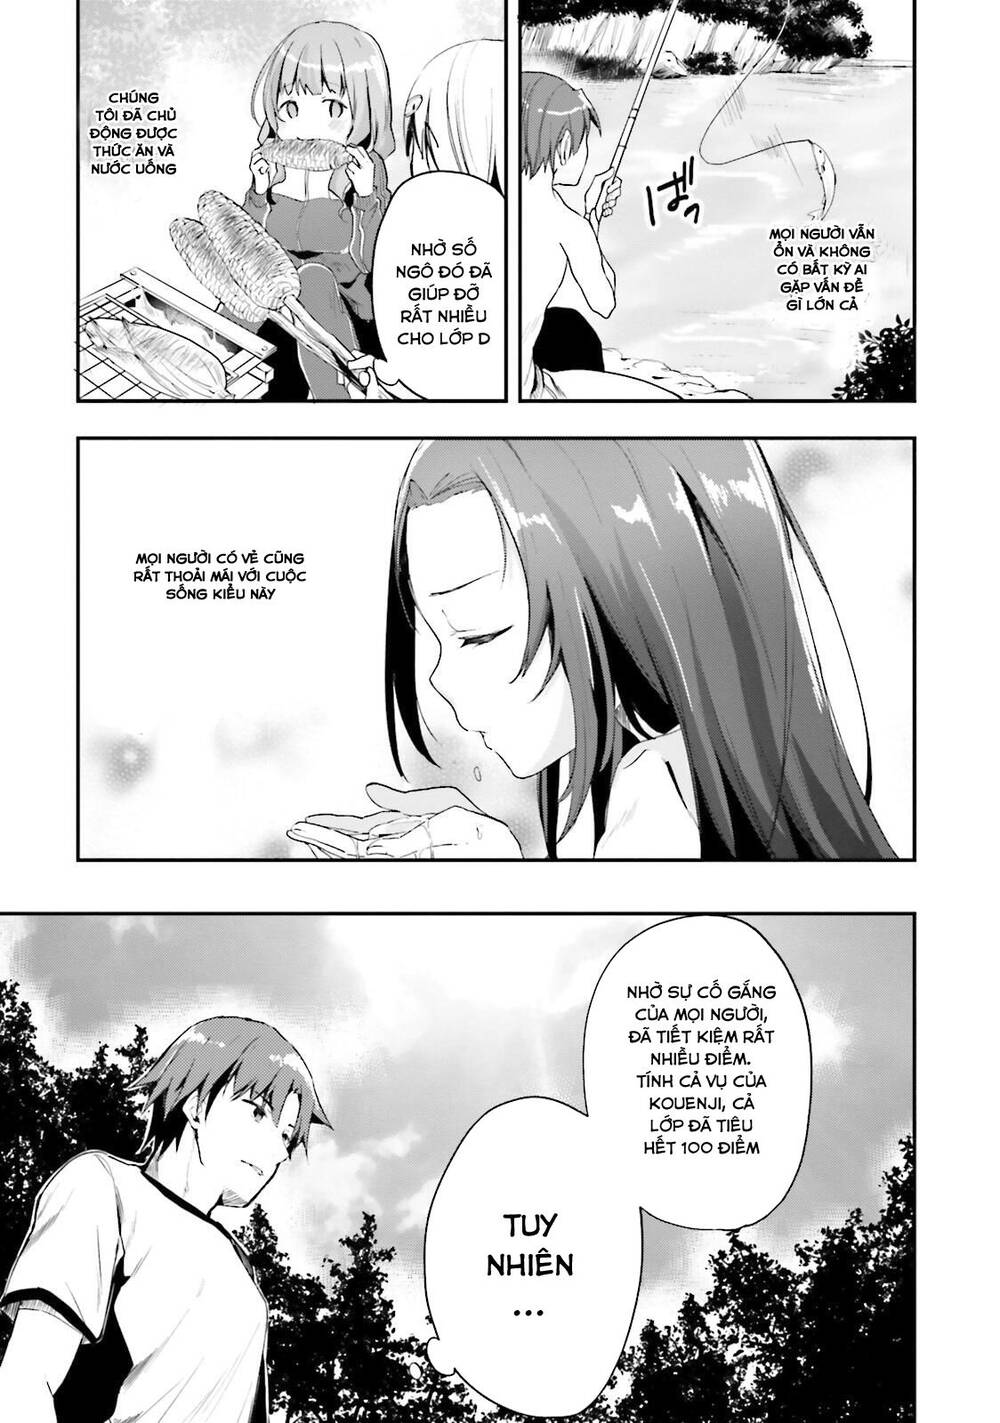 MỌI NGƯỜI VẪN
ỔN VÀ KHÔNG
CÓ BẤT KỲ AI
GẶP VẤN ĐỀ
GÌ LỚN CẢ
ばっ
CHÚNG
TÔI ĐÃ CHỦ
ĐỘNG ĐƯỢC
THỨC ĂN VÀ
NƯỚC UỐNG
NHỜ SỐ
NGÔ ĐÓ ĐÃ
GIÚP ĐỠ
RẤT NHIỀU
CHO LỚP D
MỌI NGƯỜI CÓ VẺ CŨNG
RẤT THOẢI MÁI VỚI CUỘC
SỐNG KIỂU NÀY
NHỜ SỰ CỐ GẮNG
CỦA MỌI NGƯỜI,
ĐÃ TIẾT KIỆM RẤT
NHIỀU ĐIỂM.
TÍNH CẢ VỤ CỦA
KOUENJI, CẢ
LỚP ĐÃ TIÊU
HẾT 100 ĐIỂM
TUY
NHIÊN
...